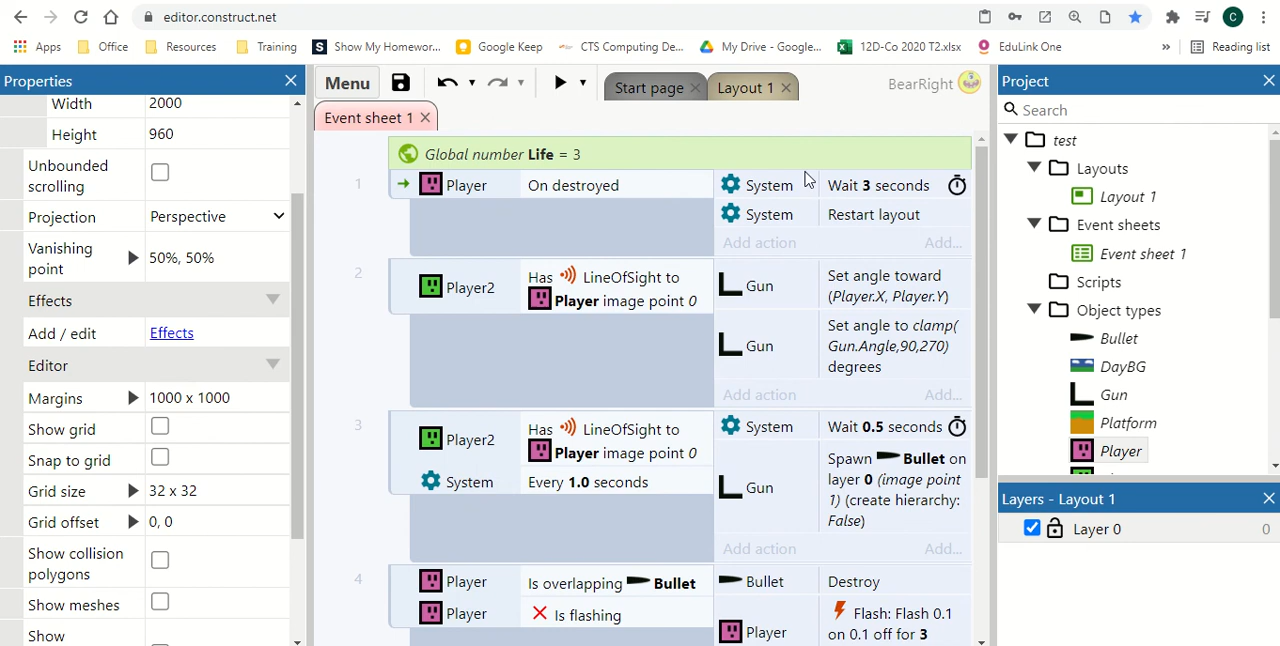 editor.construct.net
C
Apps
Office
Resources
Training
S
Show My Homewor...
Google Keep
CTS Computing De...
My Drive - Google...
12D-Co 2020 T2.xlsx
EduLink One
»
Reading list
Properties
Width 2000
Height 960
Unbounded scrolling
Projection Perspective
Vanishing point 50%, 50%
Effects
Add / edit Effects
Editor
Margins 1000 x 1000
Show grid
Snap to grid
Grid size 32 x 32
Grid offset 0, 0
Show collision polygons
Show meshes
Show
Menu
Start page
Layout 1
BearRight
Event sheet 1
Global number Life = 3
1
Player On destroyed
System Wait 3 seconds
System Restart layout
Add action Add...
2
Player2 Has LineOfSight to
Player image point 0
Gun Set angle toward
(Player.X, Player.Y)
Gun Set angle to clamp(
Gun.Angle,90,270)
degrees
Add action Add...
3
Player2 Has LineOfSight to
Player image point 0
System Every 1.0 seconds
System Wait 0.5 seconds
Gun Spawn Bullet on
layer 0 (image point
1) (create hierarchy:
False)
Add action Add...
4
Player Is overlapping Bullet
Player Is flashing
Bullet Destroy
Player Flash: Flash 0.1
on 0.1 off for 3
Project
Search
test
Layouts
Layout 1
Event sheets
Event sheet 1
Scripts
Object types
Bullet
DayBG
Gun
Platform
Player
Layers - Layout 1
Layer 0 0